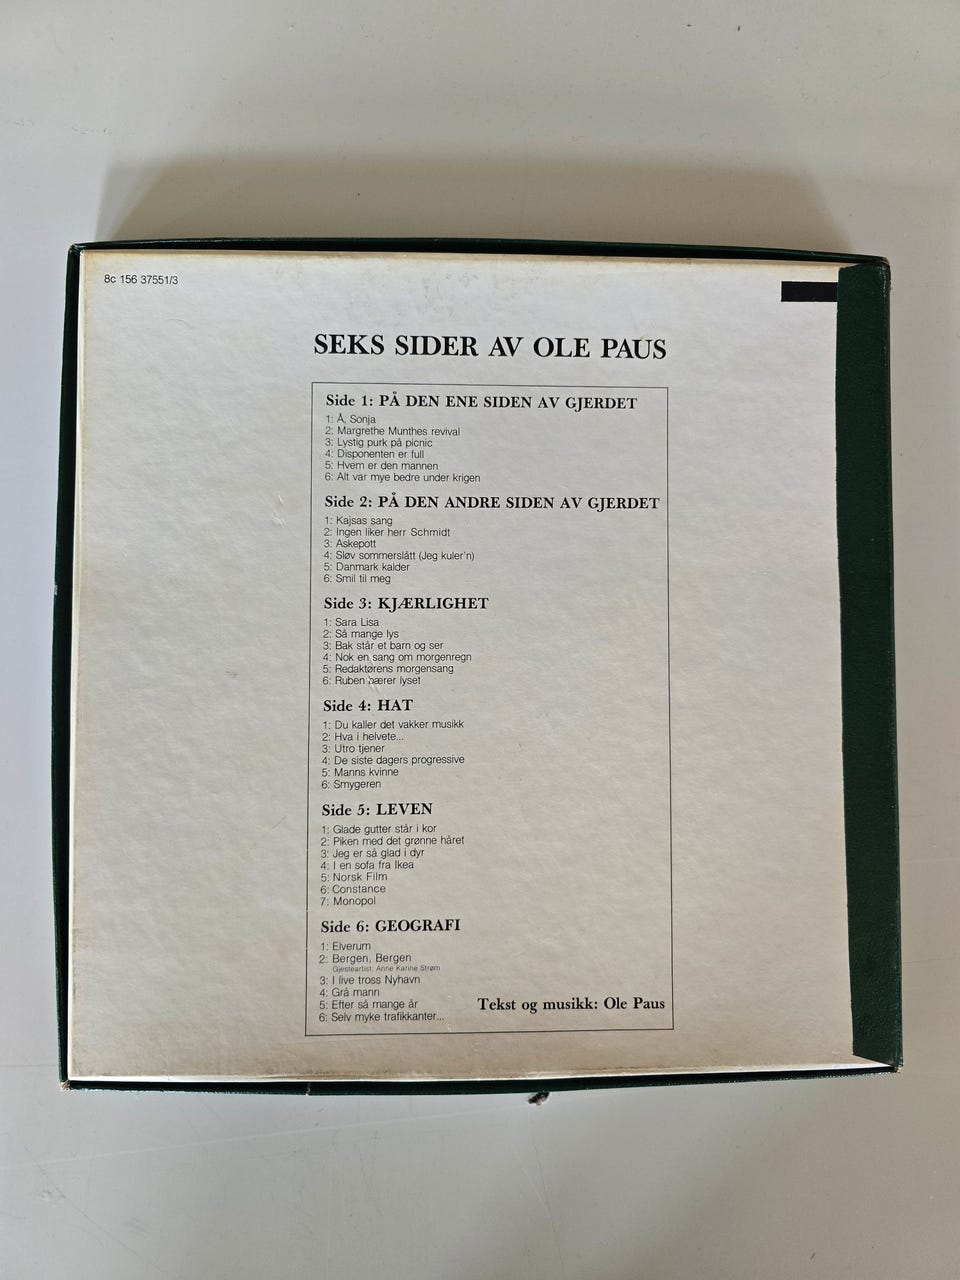 8c 156 37551/3
SEKS SIDER AV OLE PAUS
Side 1: PÅ DEN ENE SIDEN AV GJERDET
1: Å, Sonja
2: Margrethe Munthes revival
3: Lystig purk på picnic
4: Disponenten er full
5: Hvem er den mannen
6: Alt var mye bedre under krigen
Side 2: PÅ DEN ANDRE SIDEN AV GJERDET
1: Kajsas sang
2: Ingen liker herr Schmidt
3: Askepott
4: Sløv sommerslått (Jeg kuler'n)
5: Danmark kalder
6: Smil til meg
Side 3: KJÆRLIGHET
1: Sara Lisa
2: Så mange lys
3: Bak står et barn og ser
4: Nok en sang om morgenregn
5: Redaktørens morgensang
6: Ruben bærer lyset
Side 4: HAT
1: Du kaller det vakker musikk
2: Hva i helvete...
3: Utro tjener
4: De siste dagers progressive
5: Manns kvinne
6: Smygeren
Side 5: LEVEN
1: Glade gutter står i kor
2: Piken med det grønne håret
3: Jeg er så glad i dyr
4: I en sofa fra Ikea
5: Norsk Film
6: Constance
7: Monopol
Side 6: GEOGRAFI
1: Elverum
2: Bergen, Bergen
Gjesteartist: Anne Karine Strøm
3: I live tross Nyhavn
4: Grå mann
5: Efter så mange år
6: Selv myke trafikkanter...
Tekst og musikk: Ole Paus